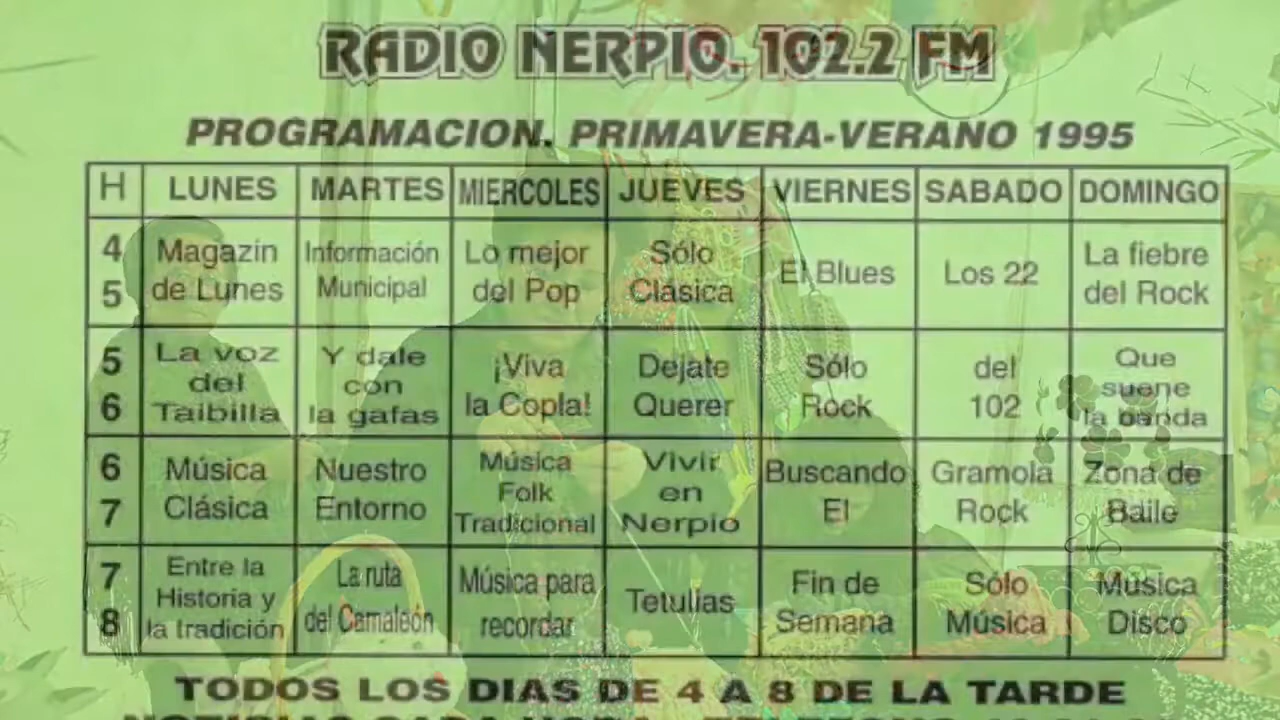 RADIO NERPIO. 102.2 FM
PROGRAMACION. PRIMAVERA-VERANO 1995
H LUNES MARTES MIERCOLES JUEVES VIERNES SABADO DOMINGO
4 Magazin Información Lo mejor Sólo El Blues Los 22 La fiebre
5 de Lunes Municipal del Pop Clásica del Rock
5 La voz Y dale ¡Viva Dejate Sólo del Que
del con suene
6 Taibilla la gafas la Copla! Querer Rock 102 la banda
6 Música Nuestro Música Vivir Buscando Gramola Zona de
Folk en
7 Clásica Entorno Tradicional Nerpio El Rock Baile
7 Entre la La ruta Música para Tetulias Fin de Sólo Música
Historia y
8 la tradición del Camaleón recordar Semana Música Disco
TODOS LOS DIAS DE 4 A 8 DE LA TARDE